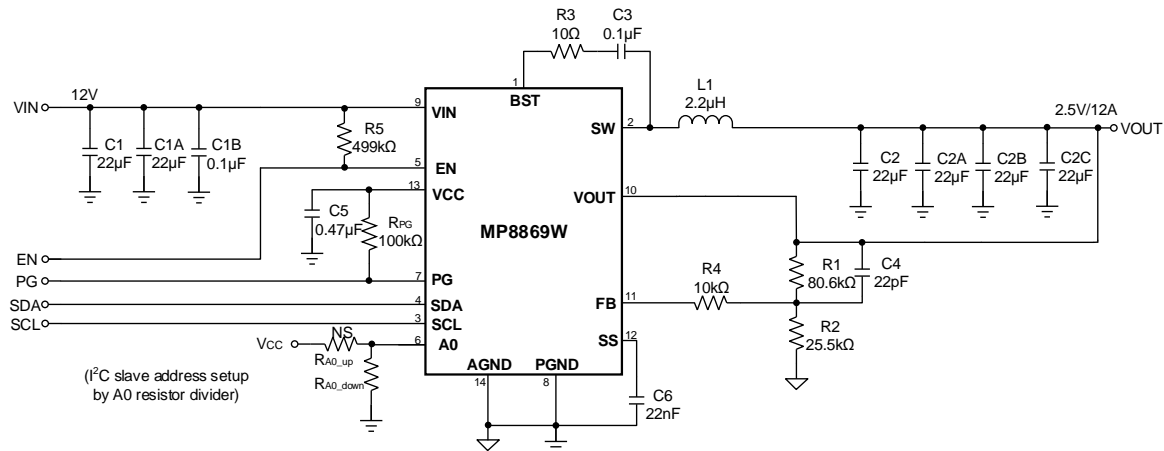 R3
10Ω
C3
0.1µF
1
BST
12V
VIN
9
VIN
C1
22µF
C1A
22µF
C1B
0.1µF
R5
499kΩ
5
EN
13
VCC
C5
0.47µF
RPG
100kΩ
MP8869W
EN
PG
7
PG
SDA
4
SDA
SCL
3
SCL
VCC
NS
6
A0
RA0_up
RA0_down
(I²C slave address setup
by A0 resistor divider)
AGND
14
PGND
8
SW
2
L1
2.2µH
2.5V/12A
VOUT
C2
22µF
C2A
22µF
C2B
22µF
C2C
22µF
VOUT
10
R1
80.6kΩ
C4
22pF
R4
10kΩ
FB
11
R2
25.5kΩ
SS
12
C6
22nF